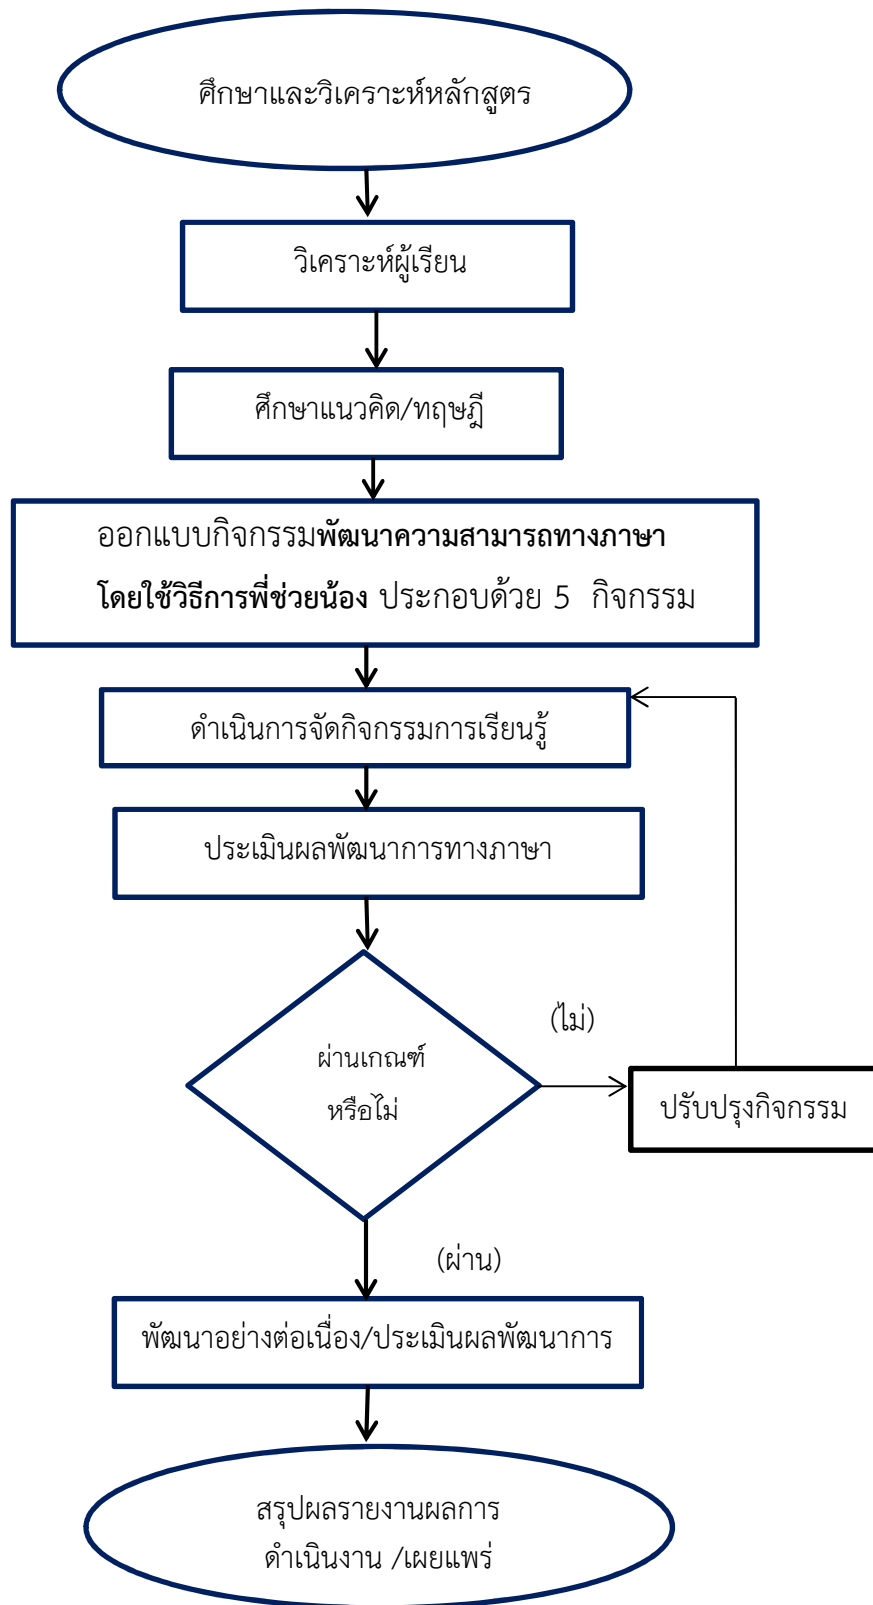 ศึกษาและวิเคราะห์หลักสูตร
วิเคราะห์ผู้เรียน
ศึกษาแนวคิด/ทฤษฎี
ออกแบบกิจกรรมพัฒนาความสามารถทางภาษา
โดยใช้วิธีการพี่ช่วยน้อง ประกอบด้วย 5 กิจกรรม
ดำเนินการจัดกิจกรรมการเรียนรู้
ประเมินผลพัฒนาการทางภาษา
(ไม่)
ผ่านเกณฑ์
หรือไม่
ปรับปรุงกิจกรรม
(ผ่าน)
พัฒนาอย่างต่อเนื่อง/ประเมินผลพัฒนาการ
สรุปผลรายงานผลการ
ดำเนินงาน /เผยแพร่